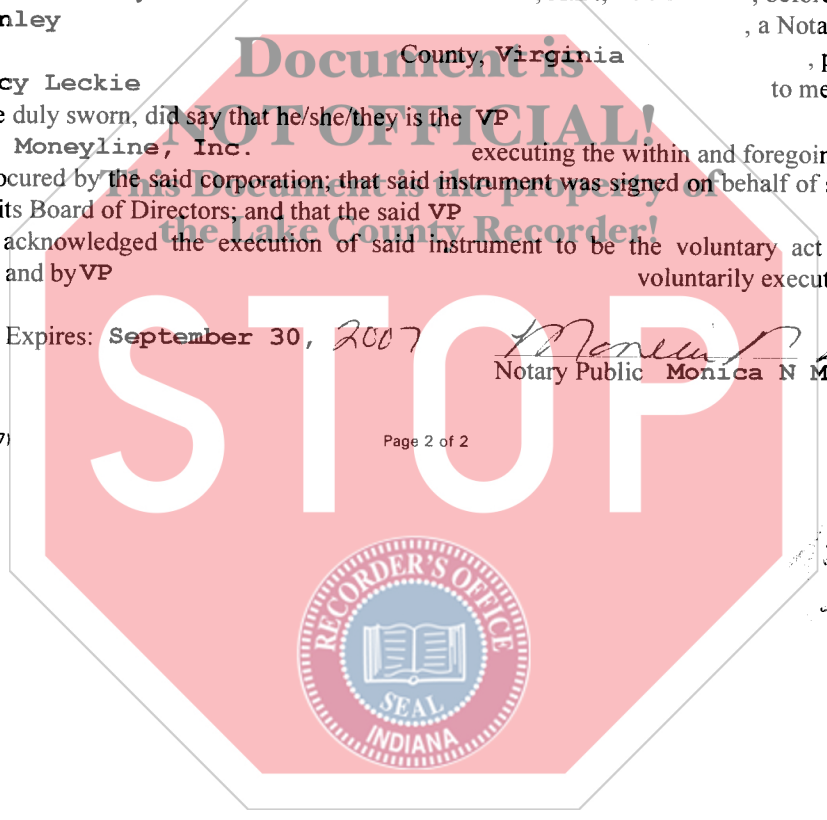 nley
, a Nota
County, Virginia
, p
cy Leckie
to me
e duly sworn, did say that he/she/they is the VP
Moneyline, Inc. executing the within and foregoin
ocured by the said corporation; that said instrument was signed on behalf of s
its Board of Directors; and that the said VP
acknowledged the execution of said instrument to be the voluntary act
and by VP voluntarily execut
Expires: September 30, 2007
Notary Public Monica N M
7)
Page 2 of 2
Document is
NOT OFFICIAL!
This Document is the property of
the Lake County Recorder!
STOP
RECORDER'S OFFICE
SEAL
INDIANA